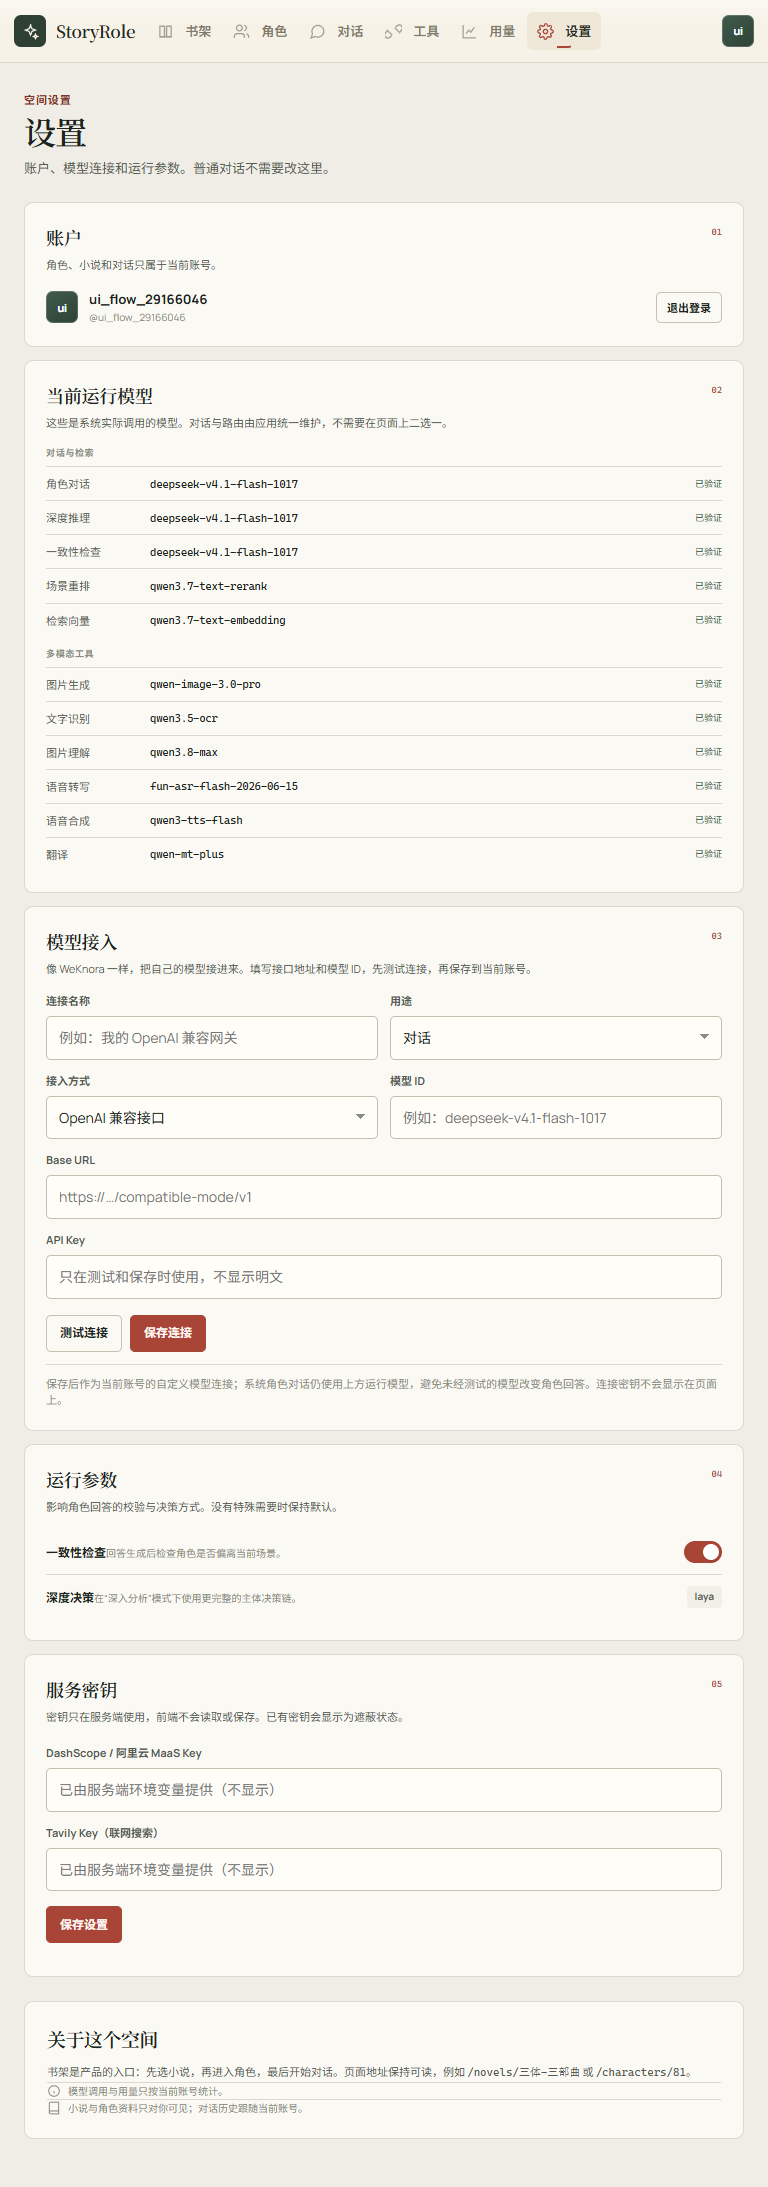 StoryRole 书架 角色 对话 工具 用量 设置 ui
空间设置
设置
账户、模型连接和运行参数。普通对话不需要改这里。
账户 01
角色、小说和对话只属于当前账号。
ui ui_flow_29166046 退出登录
@ui_flow_29166046
当前运行模型 02
这些是系统实际调用的模型。对话与路由由应用统一维护，不需要在页面上二选一。
对话与检索
角色对话 deepseek-v4.1-flash-1017 已验证
深度推理 deepseek-v4.1-flash-1017 已验证
一致性检查 deepseek-v4.1-flash-1017 已验证
场景重排 qwen3.7-text-rerank 已验证
检索向量 qwen3.7-text-embedding 已验证
多模态工具
图片生成 qwen-image-3.0-pro 已验证
文字识别 qwen3.5-ocr 已验证
图片理解 qwen3.8-max 已验证
语音转写 fun-asr-flash-2026-06-15 已验证
语音合成 qwen3-tts-flash 已验证
翻译 qwen-mt-plus 已验证
模型接入 03
像 WeKnora 一样，把自己的模型接进来。填写接口地址和模型 ID，先测试连接，再保存到当前账号。
连接名称 用途
例如：我的 OpenAI 兼容网关 对话
接入方式 模型 ID
OpenAI 兼容接口 例如：deepseek-v4.1-flash-1017
Base URL
https://…/compatible-mode/v1
API Key
只在测试和保存时使用，不显示明文
测试连接 保存连接
保存后作为当前账号的自定义模型连接；系统角色对话仍使用上方运行模型，避免未经测试的模型改变角色回答。连接密钥不会显示在页面
上。
运行参数 04
影响角色回答的校验与决策方式。没有特殊需要时保持默认。
一致性检查回答生成后检查角色是否偏离当前场景。
深度决策在“深入分析”模式下使用更完整的主体决策链。 laya
服务密钥 05
密钥只在服务端使用，前端不会读取或保存。已有密钥会显示为遮蔽状态。
DashScope / 阿里云 MaaS Key
已由服务端环境变量提供（不显示）
Tavily Key（联网搜索）
已由服务端环境变量提供（不显示）
保存设置
关于这个空间
书架是产品的入口：先选小说，再进入角色，最后开始对话。页面地址保持可读，例如 /novels/三体-三部曲 或 /characters/81。
模型调用与用量只按当前账号统计。
小说与角色资料只对你可见；对话历史跟随当前账号。